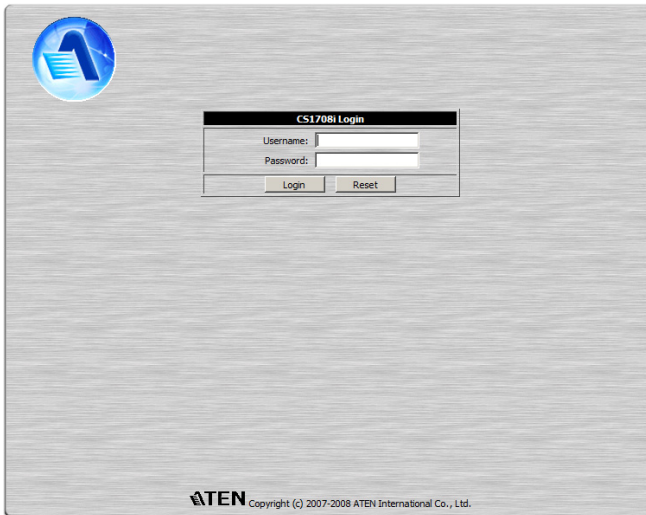 CS1708i Login
Username:
Password:
Login Reset
ATEN Copyright (c) 2007-2008 ATEN International Co., Ltd.